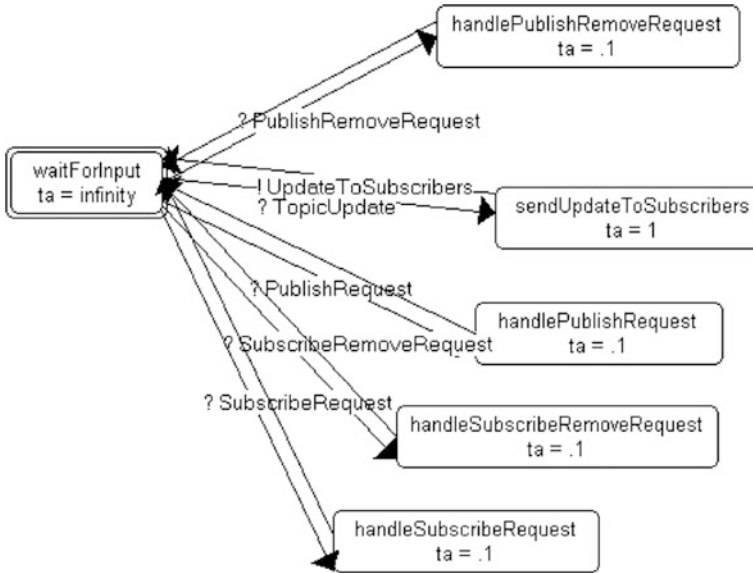 handlePublishRemoveRequest
ta = .1
? PublishRemoveRequest
waitForInput
ta = infinity
! UpdateToSubscribers
? TopicUpdate
sendUpdateToSubscribers
ta = 1
? PublishRequest
handlePublishRequest
ta = .1
? SubscribeRemoveRequest
? SubscribeRequest
handleSubscribeRemoveRequest
ta = .1
handleSubscribeRequest
ta = .1